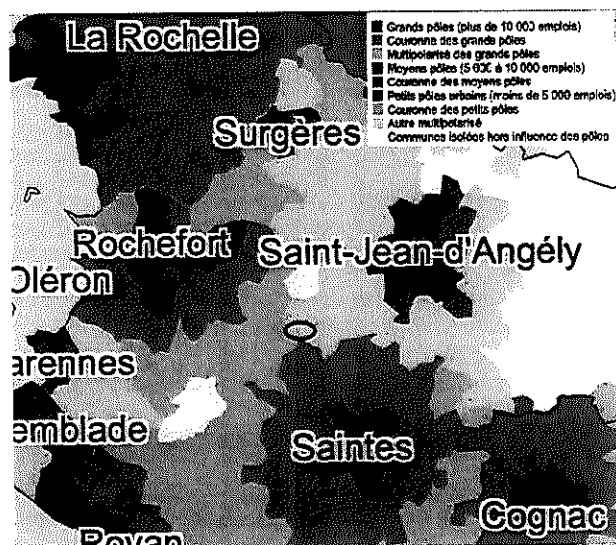 La Rochelle
Grands pôles (plus de 10 000 emplois)
Couronne des grands pôles
Multipolarisé des grands pôles
Moyens pôles (5 000 à 10 000 emplois)
Couronne des moyens pôles
Petits pôles urbains (moins de 5 000 emplois)
Couronne des petits pôles
Autre multipolarisé
Communes isolées hors influence des pôles
Surgères
Rochefort
Saint-Jean-d'Angély
Oléron
arennes
emblade
Saintes
Cognac
Royan